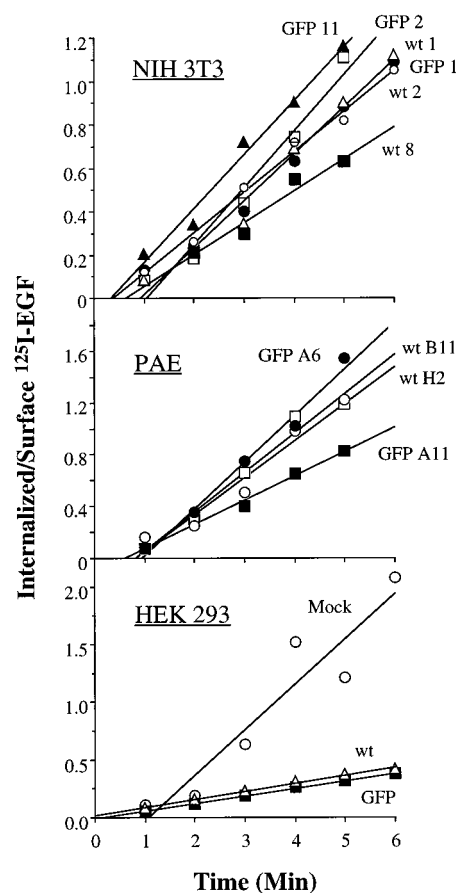 Internalized/Surface ¹²⁵I-EGF
NIH 3T3
GFP 11
GFP 2
wt 1
GFP 1
wt 2
wt 8
1.2
1.0
0.8
0.6
0.4
0.2
0
PAE
GFP A6
wt B11
wt H2
GFP A11
1.6
1.2
0.8
0.4
0
HEK 293
Mock
wt
GFP
2.0
1.5
1.0
0.5
0.0
0 1 2 3 4 5 6
Time (Min)